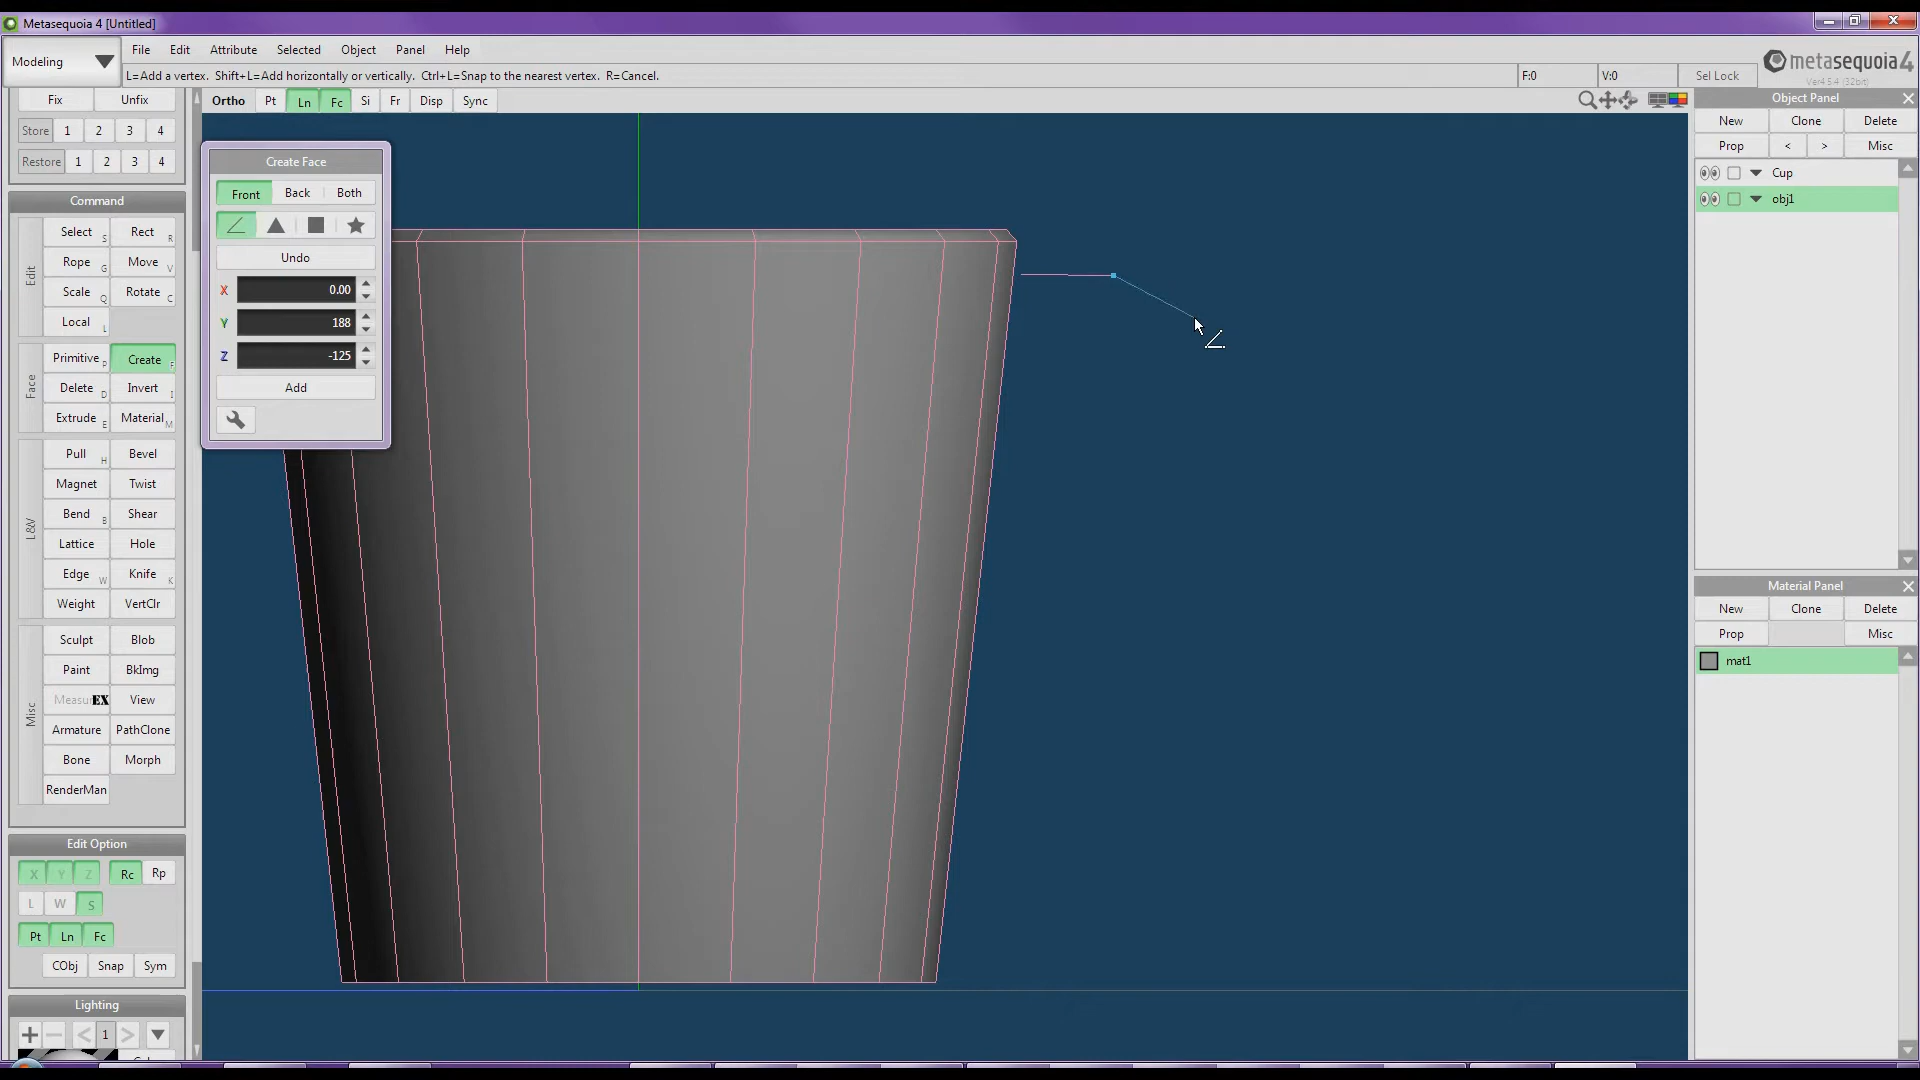 Metasequoia 4 [Untitled]
Modeling
File Edit Attribute Selected Object Panel Help
L=Add a vertex. Shift+L=Add horizontally or vertically. Ctrl+L=Snap to the nearest vertex. R=Cancel.
F:0 V:0 Sel Lock
metasequoia4
Ver4.5.4 (32bit)
Fix Unfix
Store 1 2 3 4
Restore 1 2 3 4
Ortho Pt Ln Fc Si Fr Disp Sync
Command
Edit
Select S Rect R
Rope G Move V
Scale Q Rotate C
Local L
Face
Primitive P Create F
Delete D Invert I
Extrude E Material M
L&W
Pull H Bevel
Magnet Twist
Bend B Shear
Lattice Hole
Edge W Knife K
Weight VertClr
Misc
Sculpt Blob
Paint BkImg
Measu EX View
Armature PathClone
Bone Morph
RenderMan
Edit Option
X Y Z Rc Rp
L W S
Pt Ln Fc
CObj Snap Sym
Lighting
+ − < 1 >
Create Face
Front Back Both
Undo
X 0.00
Y 188
Z -125
Add
Object Panel
New Clone Delete
Prop < > Misc
Cup
obj1
Material Panel
New Clone Delete
Prop Misc
mat1